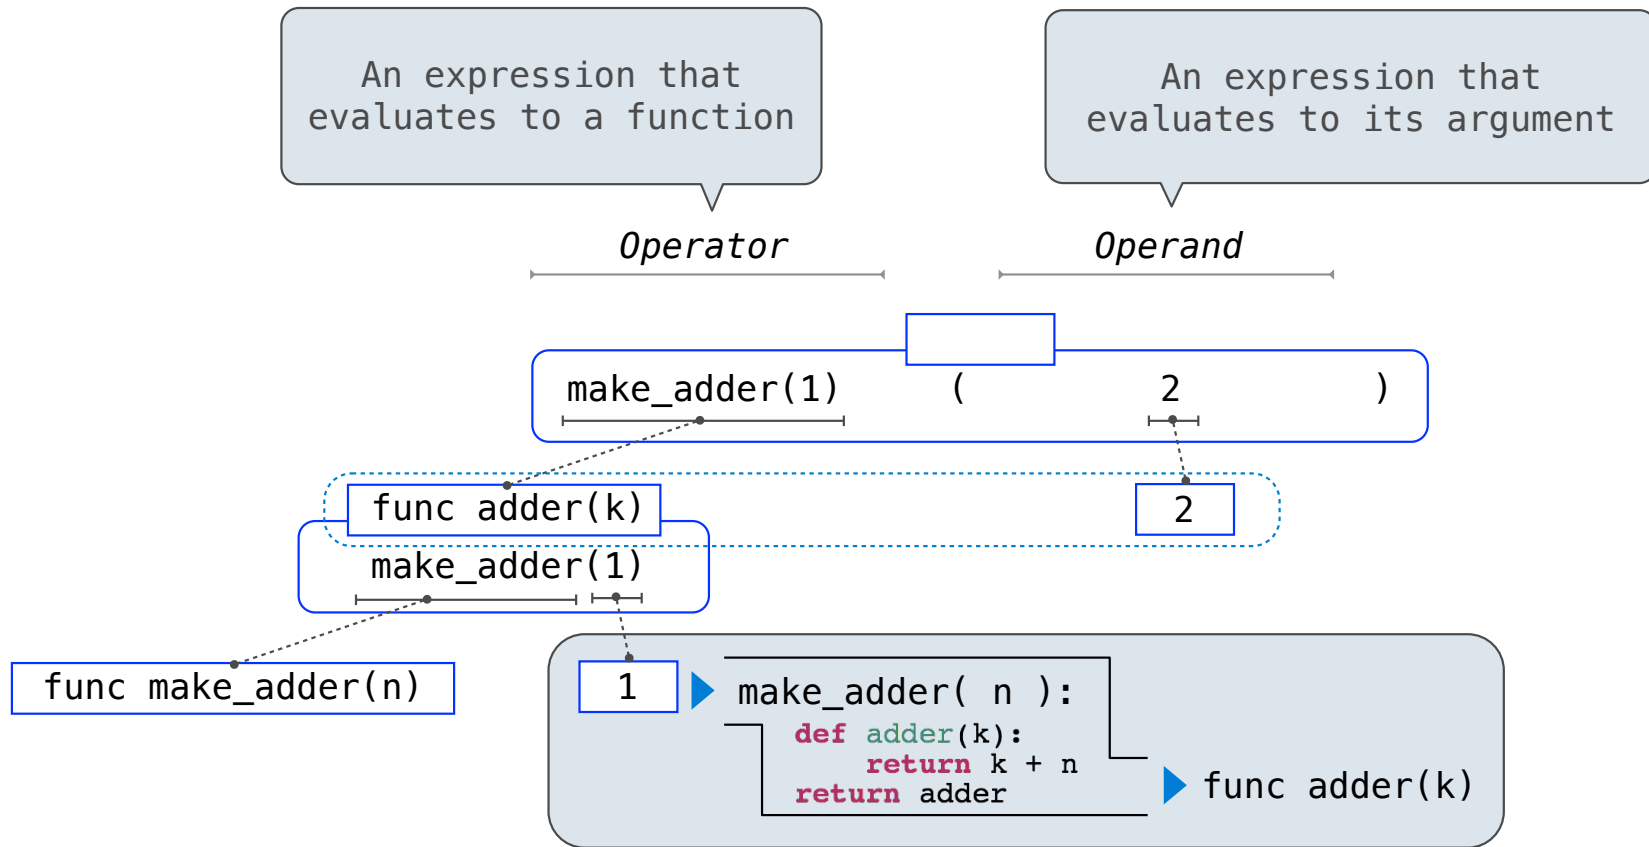 An expression that
evaluates to a function
An expression that
evaluates to its argument
Operator
Operand
make_adder(1) ( 2 )
func adder(k)
2
make_adder(1)
func make_adder(n)
1
make_adder( n ):
def adder(k):
return k + n
return adder
func adder(k)